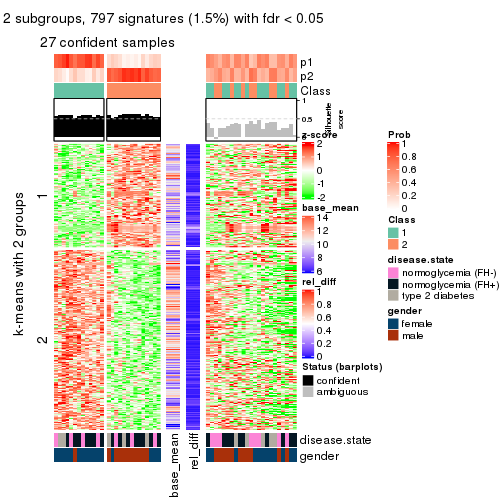 2 subgroups, 797 signatures (1.5%) with fdr < 0.05
27 confident samples
p1
p2
Class
1
0.5
0
Silhouette
score
z-score
2
1
0
-1
-2
base_mean
14
12
10
8
6
rel_diff
1
0.8
0.6
0.4
0.2
0
Status (barplots)
confident
ambiguous
Prob
1
0.8
0.6
0.4
0.2
0
Class
1
2
disease.state
normoglycemia (FH-)
normoglycemia (FH+)
type 2 diabetes
gender
female
male
k-means with 2 groups
1
2
disease.state
gender
base_mean
rel_diff